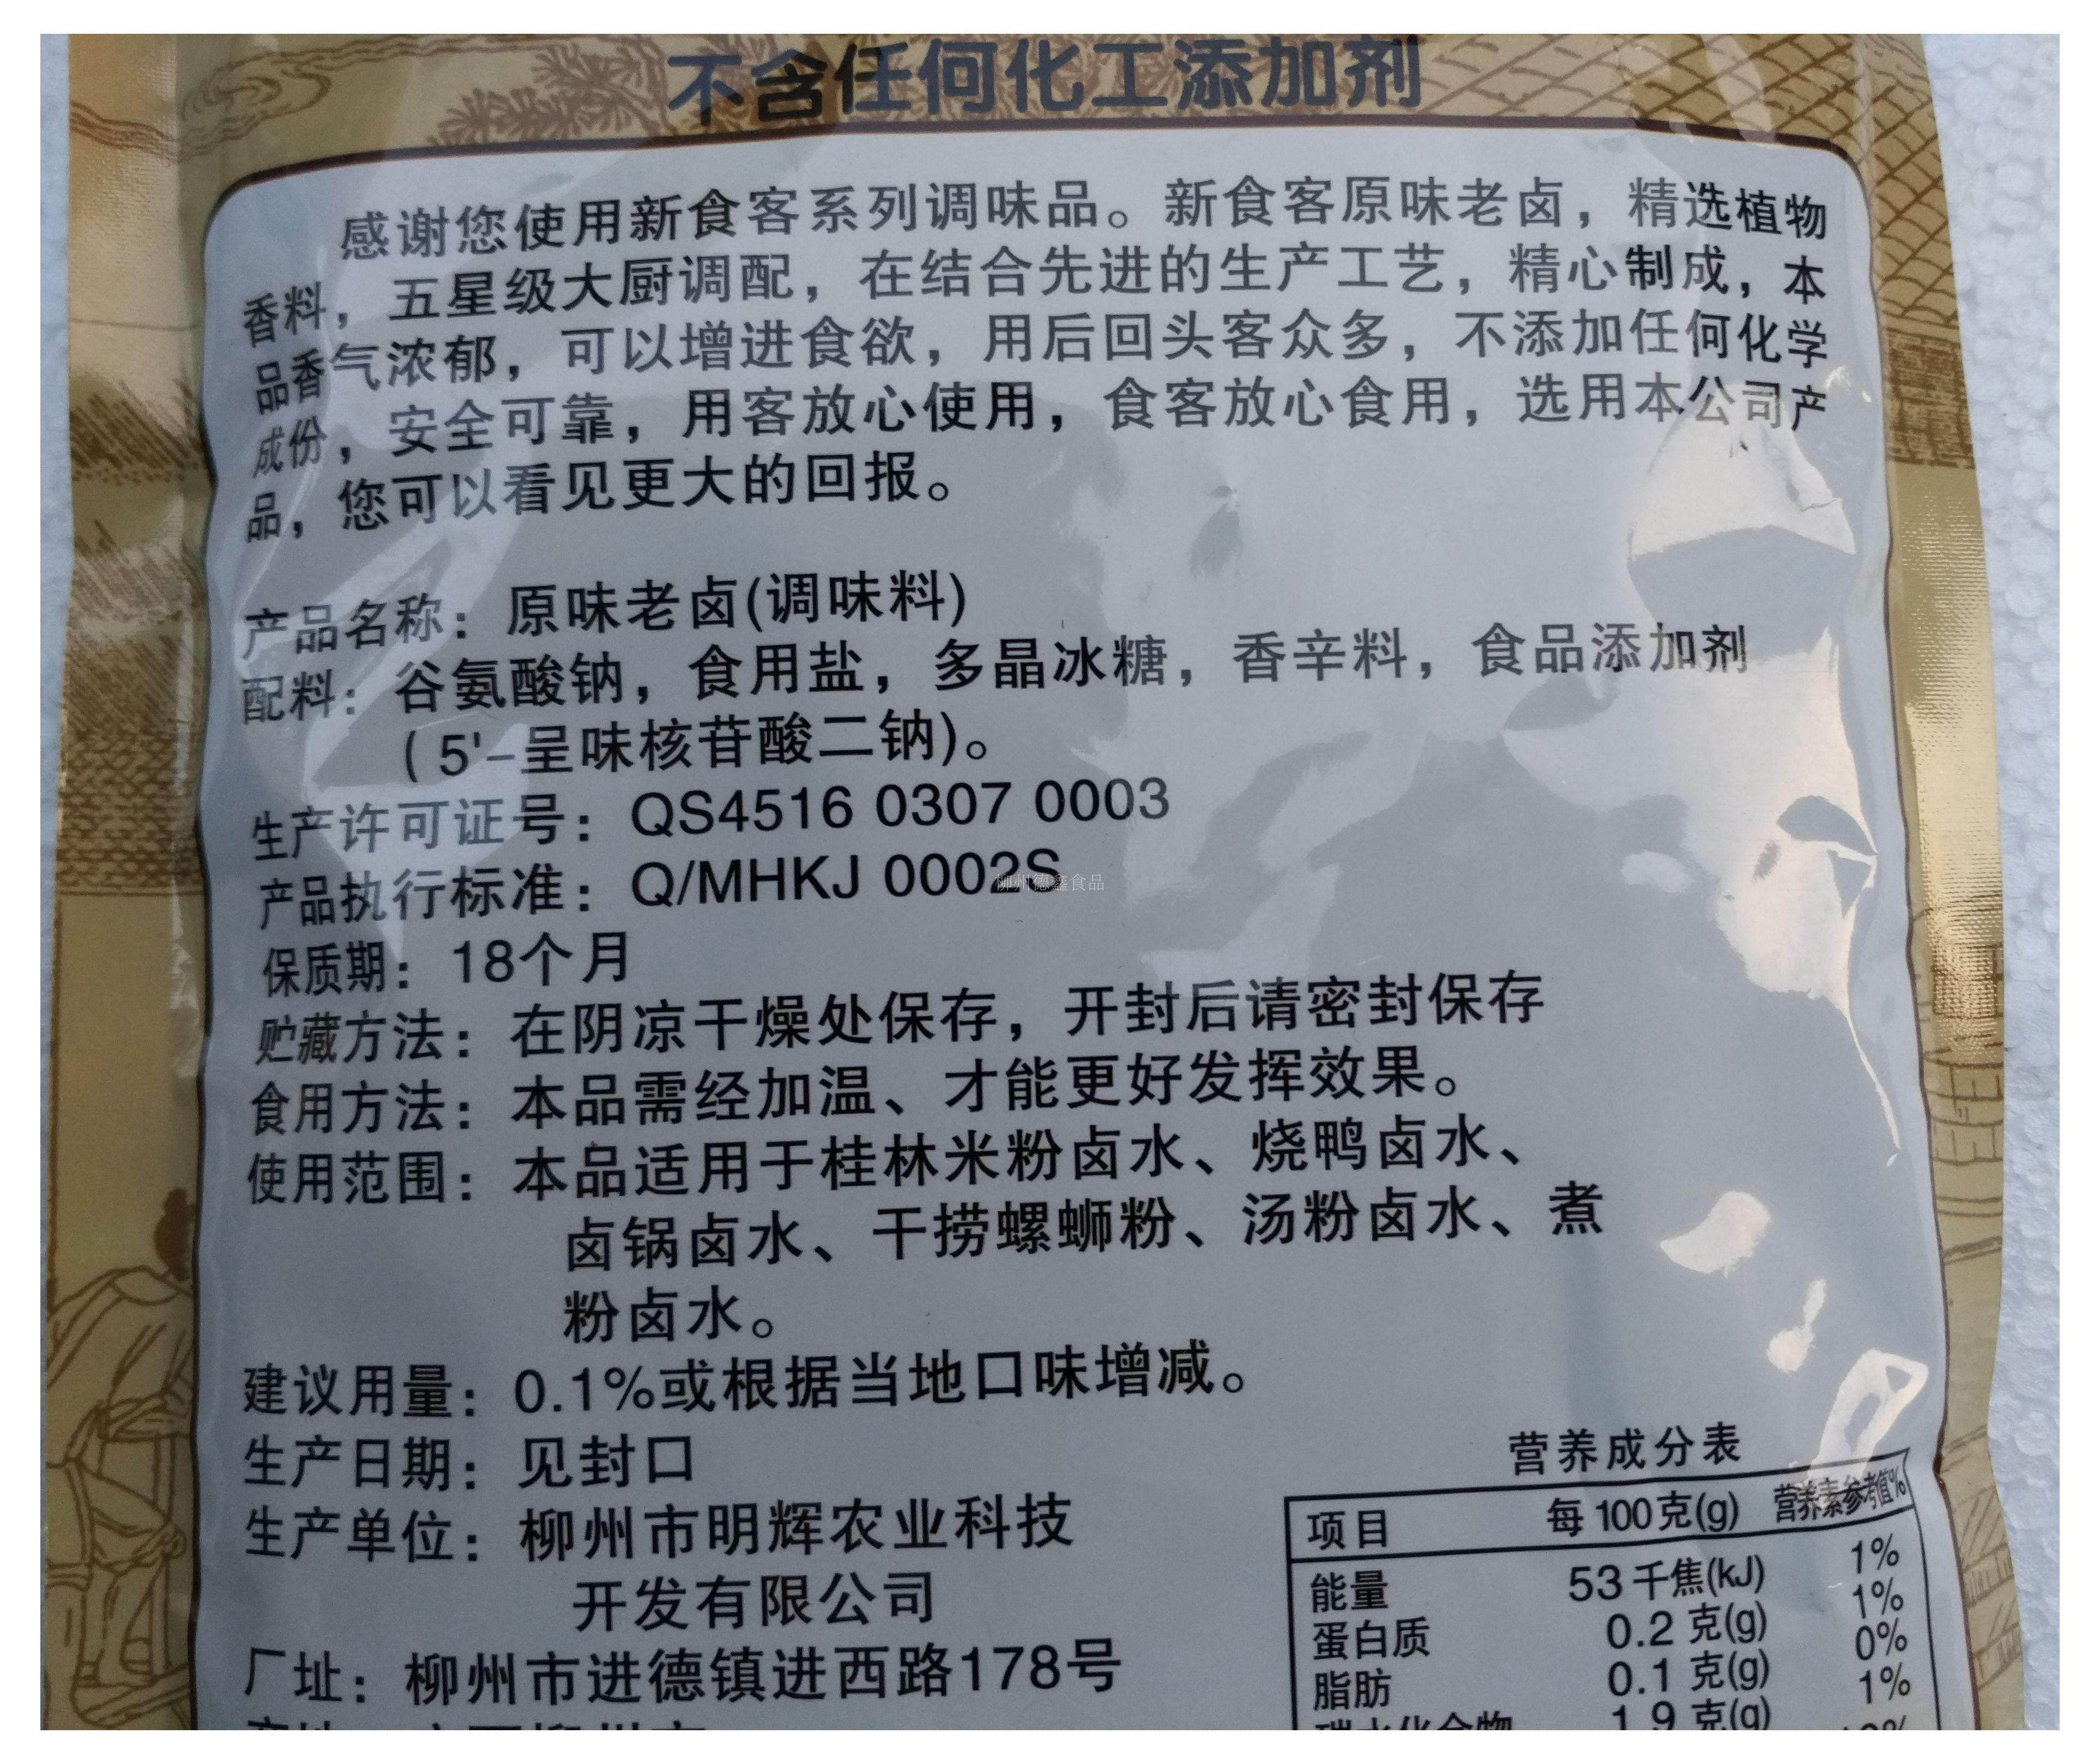 不含任何化工添加剂
感谢您使用新食客系列调味品。新食客原味老卤，精选植物
香料，五星级大厨调配，在结合先进的生产工艺，精心制成，本
品香气浓郁，可以增进食欲，用后回头客众多，不添加任何化学
成份，安全可靠，用客放心使用，食客放心食用，选用本公司产
品，您可以看见更大的回报。
产品名称：原味老卤(调味料)
配料：谷氨酸钠，食用盐，多晶冰糖，香辛料，食品添加剂
(5'-呈味核苷酸二钠)。
生产许可证号：QS4516 0307 0003
产品执行标准：Q/MHKJ 0002S
柳州德鑫食品
保质期：18个月
贮藏方法：在阴凉干燥处保存，开封后请密封保存
食用方法：本品需经加温、才能更好发挥效果。
使用范围：本品适用于桂林米粉卤水、烧鸭卤水、
卤锅卤水、干捞螺蛳粉、汤粉卤水、煮
粉卤水。
建议用量：0.1%或根据当地口味增减。
生产日期：见封口
生产单位：柳州市明辉农业科技
开发有限公司
厂址：柳州市进德镇进西路178号
营养成分表
项目 每100克(g) 营养素参考值%
能量 53千焦(kJ) 1%
蛋白质 0.2克(g) 1%
脂肪 0.1克(g) 0%
碳水化合物 1.9克(g) 1%